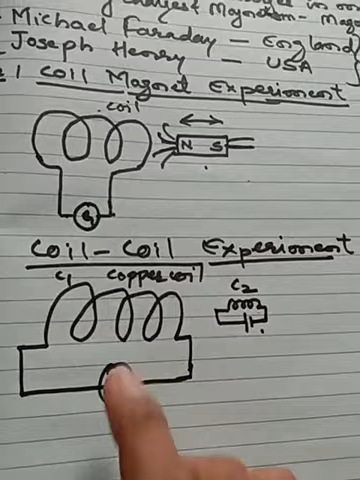 Michael Faraday - England
Joseph Henry - USA
1 Coil Magnet Experiment
coil
N S
G
Coil - Coil Experiment
C1 Copper coil
C2